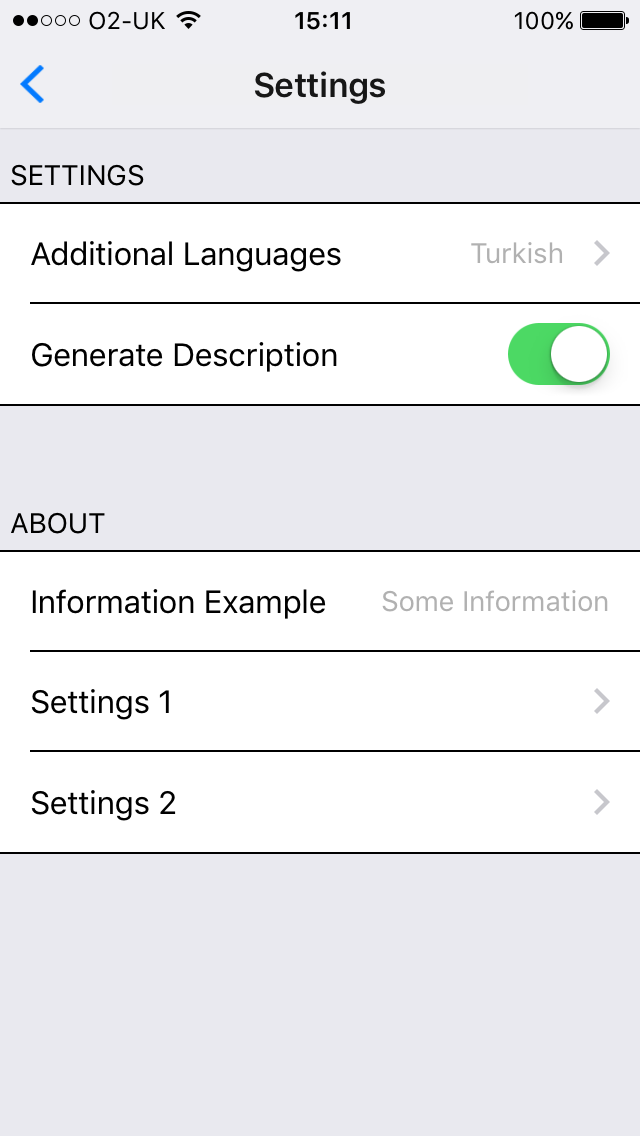 O2-UK 15:11 100%
Settings
SETTINGS
Additional Languages Turkish
Generate Description
ABOUT
Information Example Some Information
Settings 1
Settings 2